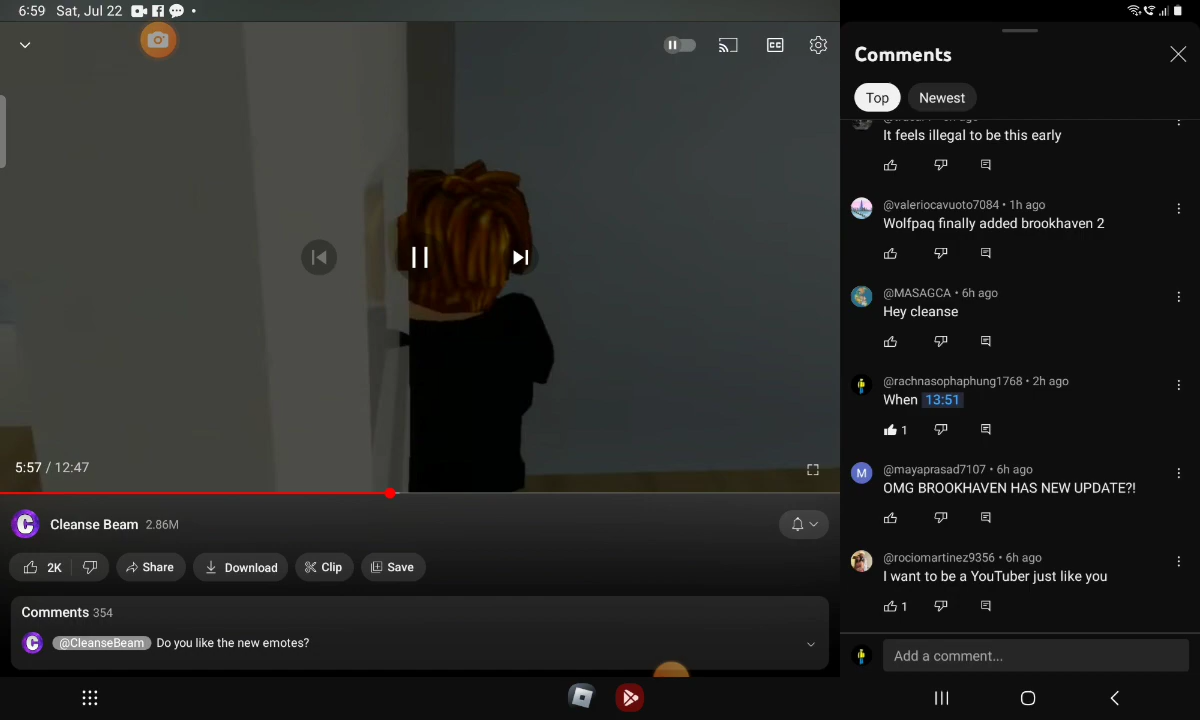 6:59 Sat, Jul 22
Comments
Top
Newest
It feels illegal to be this early
@valeriocavuoto7084 • 1h ago
Wolfpaq finally added brookhaven 2
@MASAGCA • 6h ago
Hey cleanse
@rachnasophaphung1768 • 2h ago
When 13:51
1
M
@mayaprasad7107 • 6h ago
OMG BROOKHAVEN HAS NEW UPDATE?!
@rociomartinez9356 • 6h ago
I want to be a YouTuber just like you
1
Add a comment...
CC
5:57 / 12:47
C
Cleanse Beam 2.86M
2K
Share
Download
Clip
Save
Comments 354
C
@CleanseBeam Do you like the new emotes?